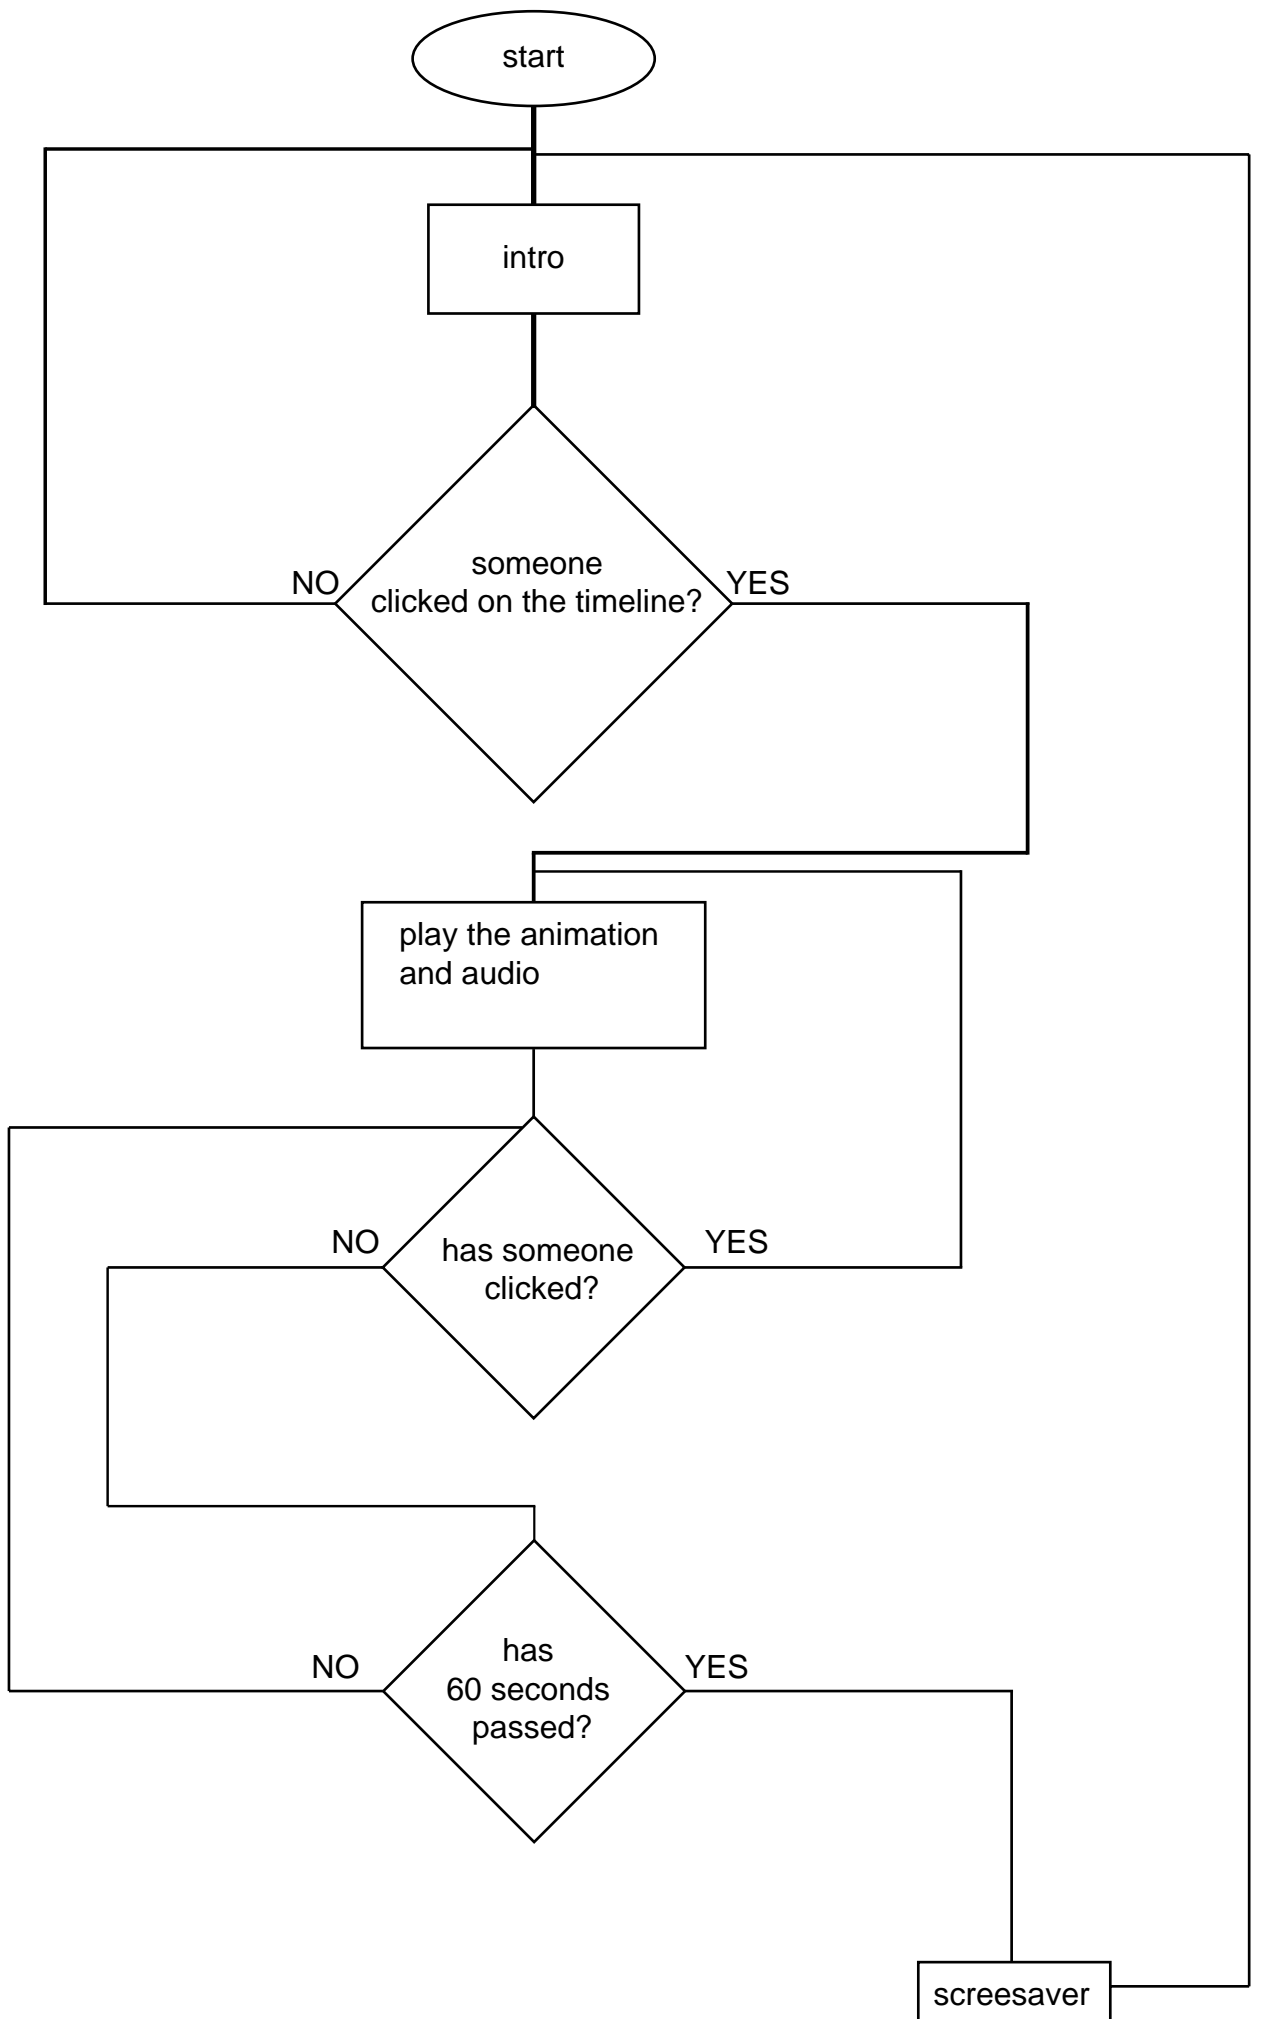 start
intro
someone
clicked on the timeline?
NO
YES
play the animation
and audio
NO
has someone
clicked?
YES
NO
has
60 seconds
passed?
YES
screesaver